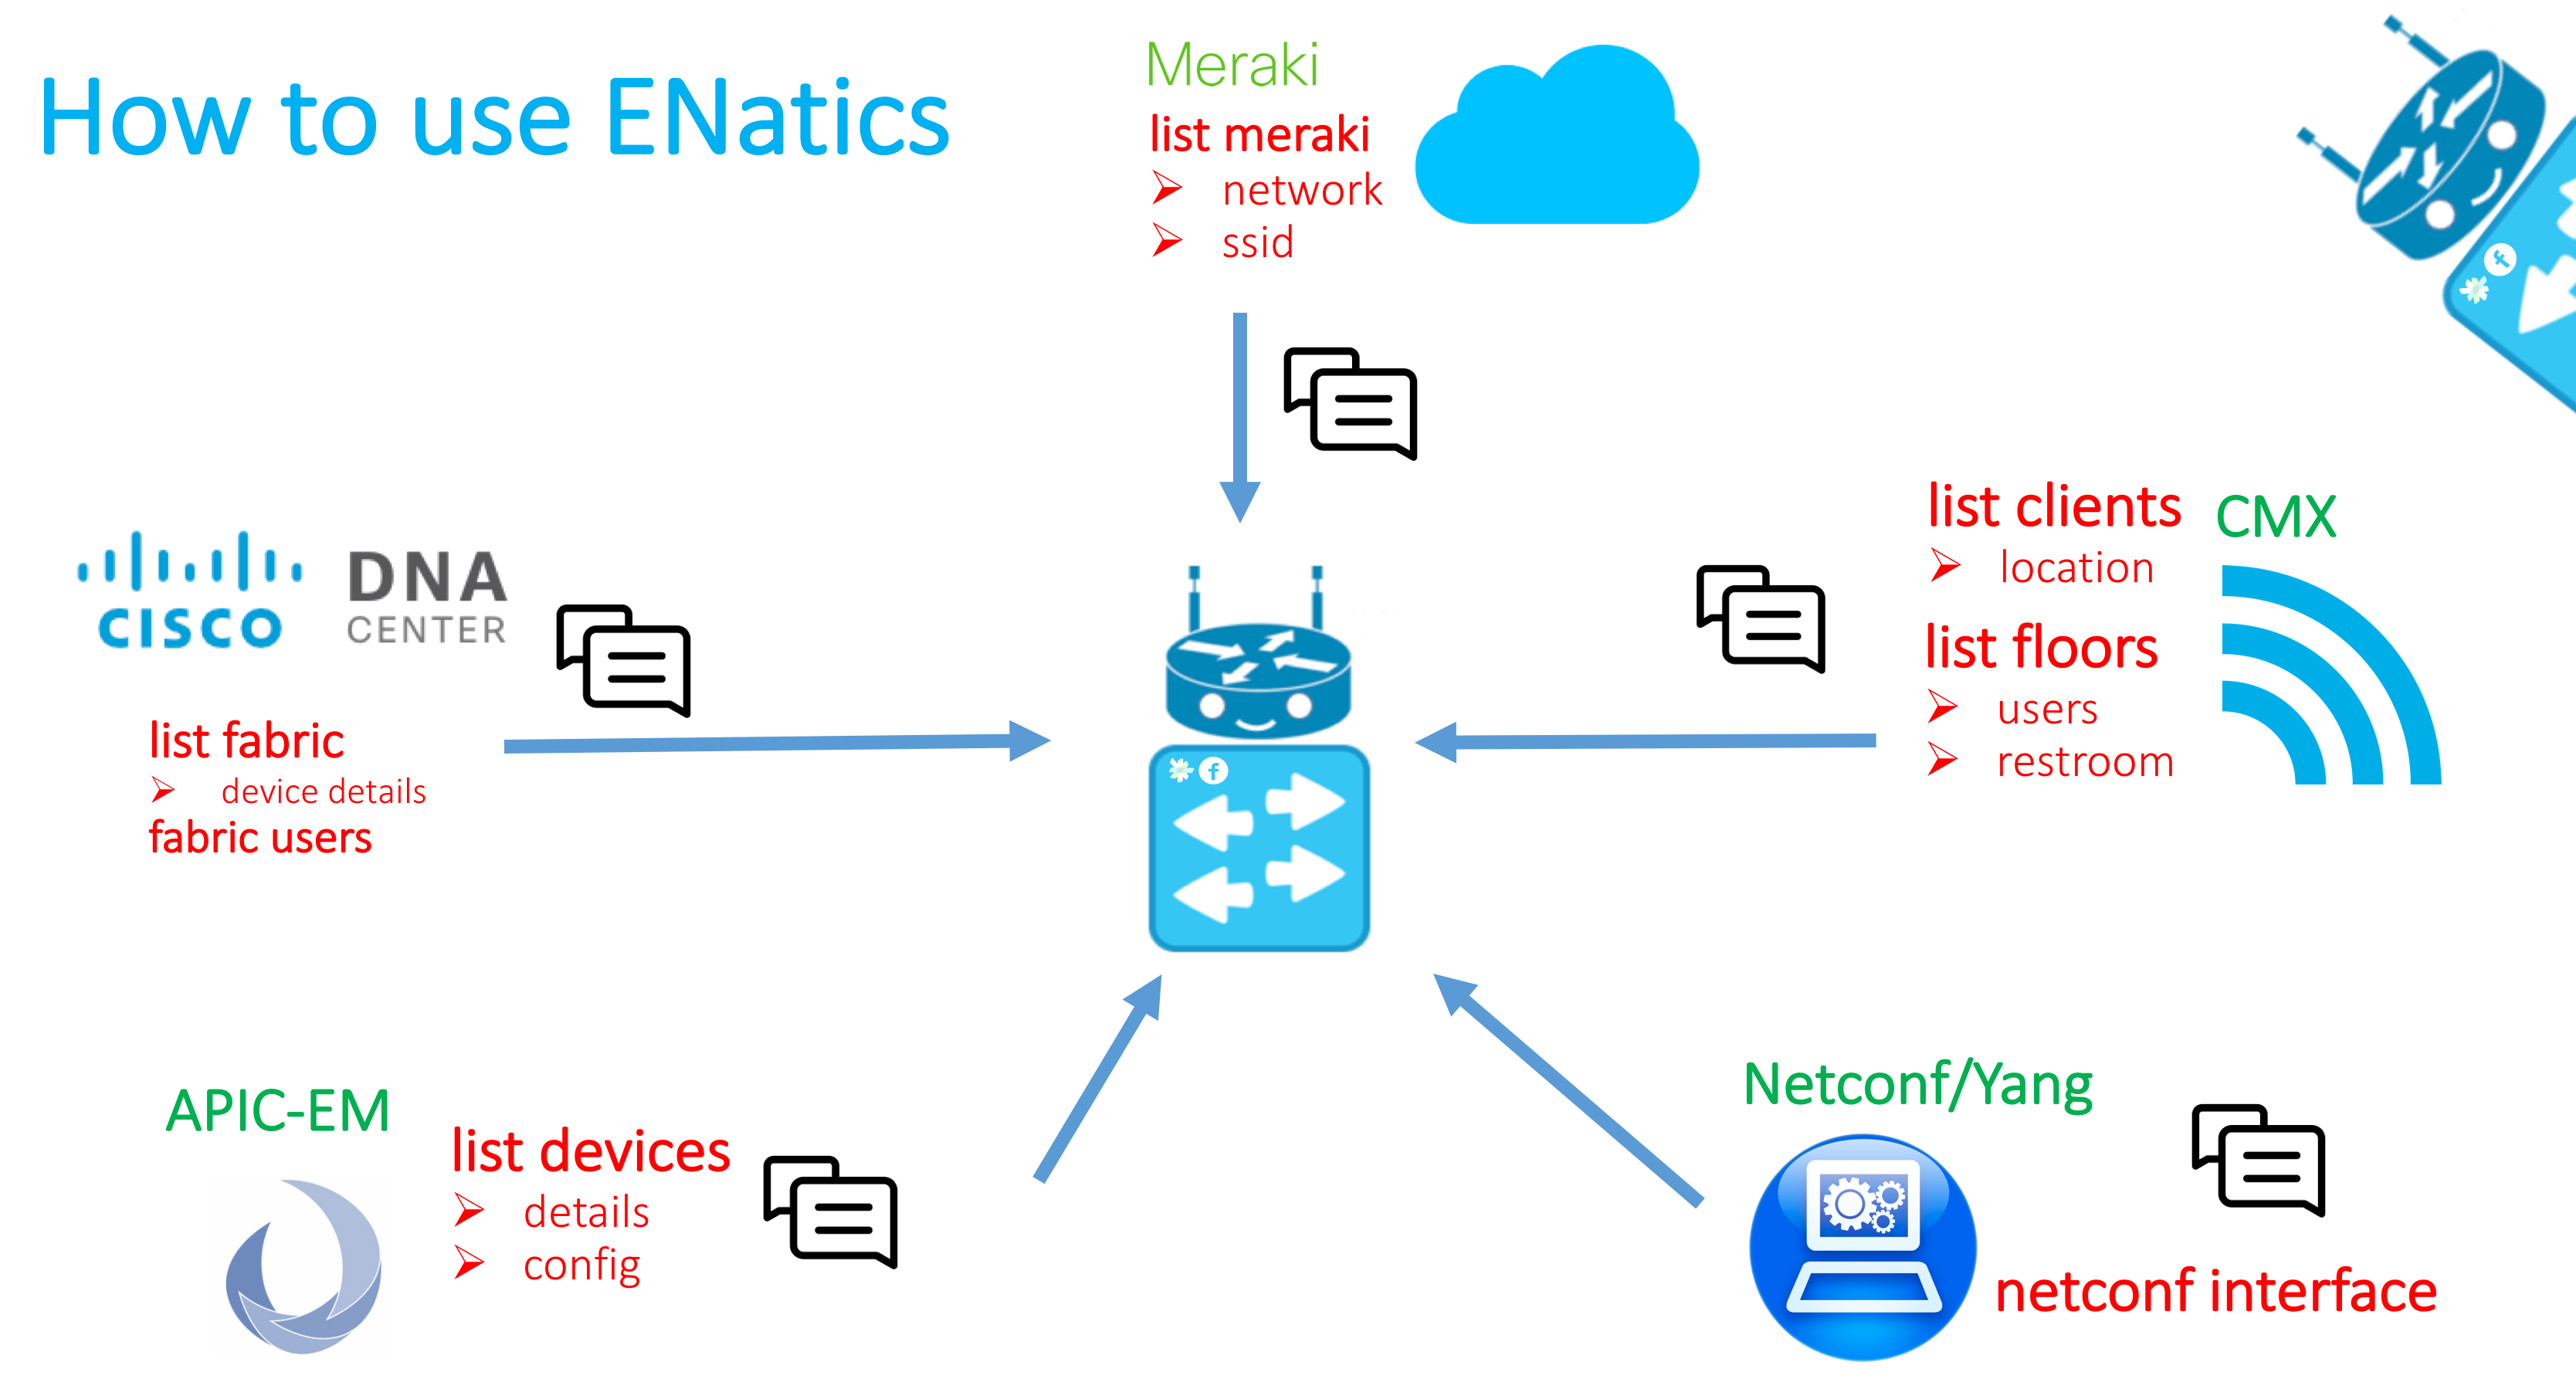 How to use ENatics
Meraki
list meraki
network
ssid
CISCO
DNA
CENTER
list fabric
device details
fabric users
list clients
CMX
location
list floors
users
restroom
f
f
APIC-EM
list devices
details
config
Netconf/Yang
netconf interface